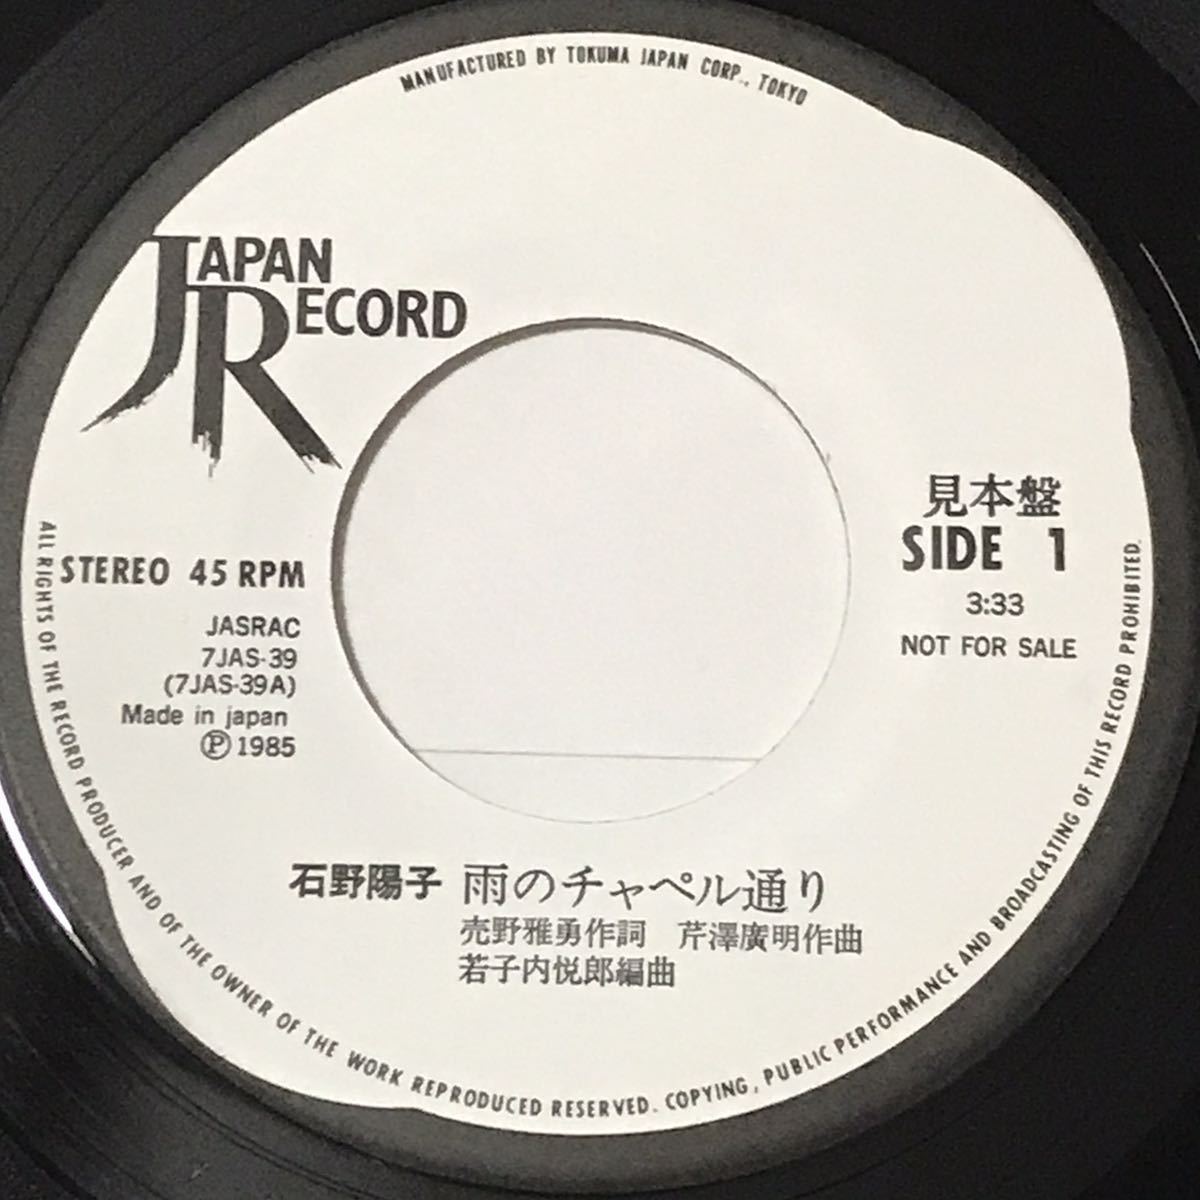 MANUFACTURED BY TOKUMA JAPAN CORP., TOKYO
JAPAN
RECORD
見本盤
SIDE 1
3:33
NOT FOR SALE
STEREO 45 RPM
JASRAC
7JAS-39
(7JAS-39A)
Made in japan
Ⓟ1985
石野陽子 雨のチャペル通り
売野雅勇作詞 芹澤廣明作曲
若子内悦郎編曲
ALL RIGHTS OF THE RECORD PRODUCER AND OF THE OWNER OF THE WORK REPRODUCED RESERVED. COPYING, PUBLIC PERFORMANCE AND BROADCASTING OF THIS RECORD PROHIBITED.